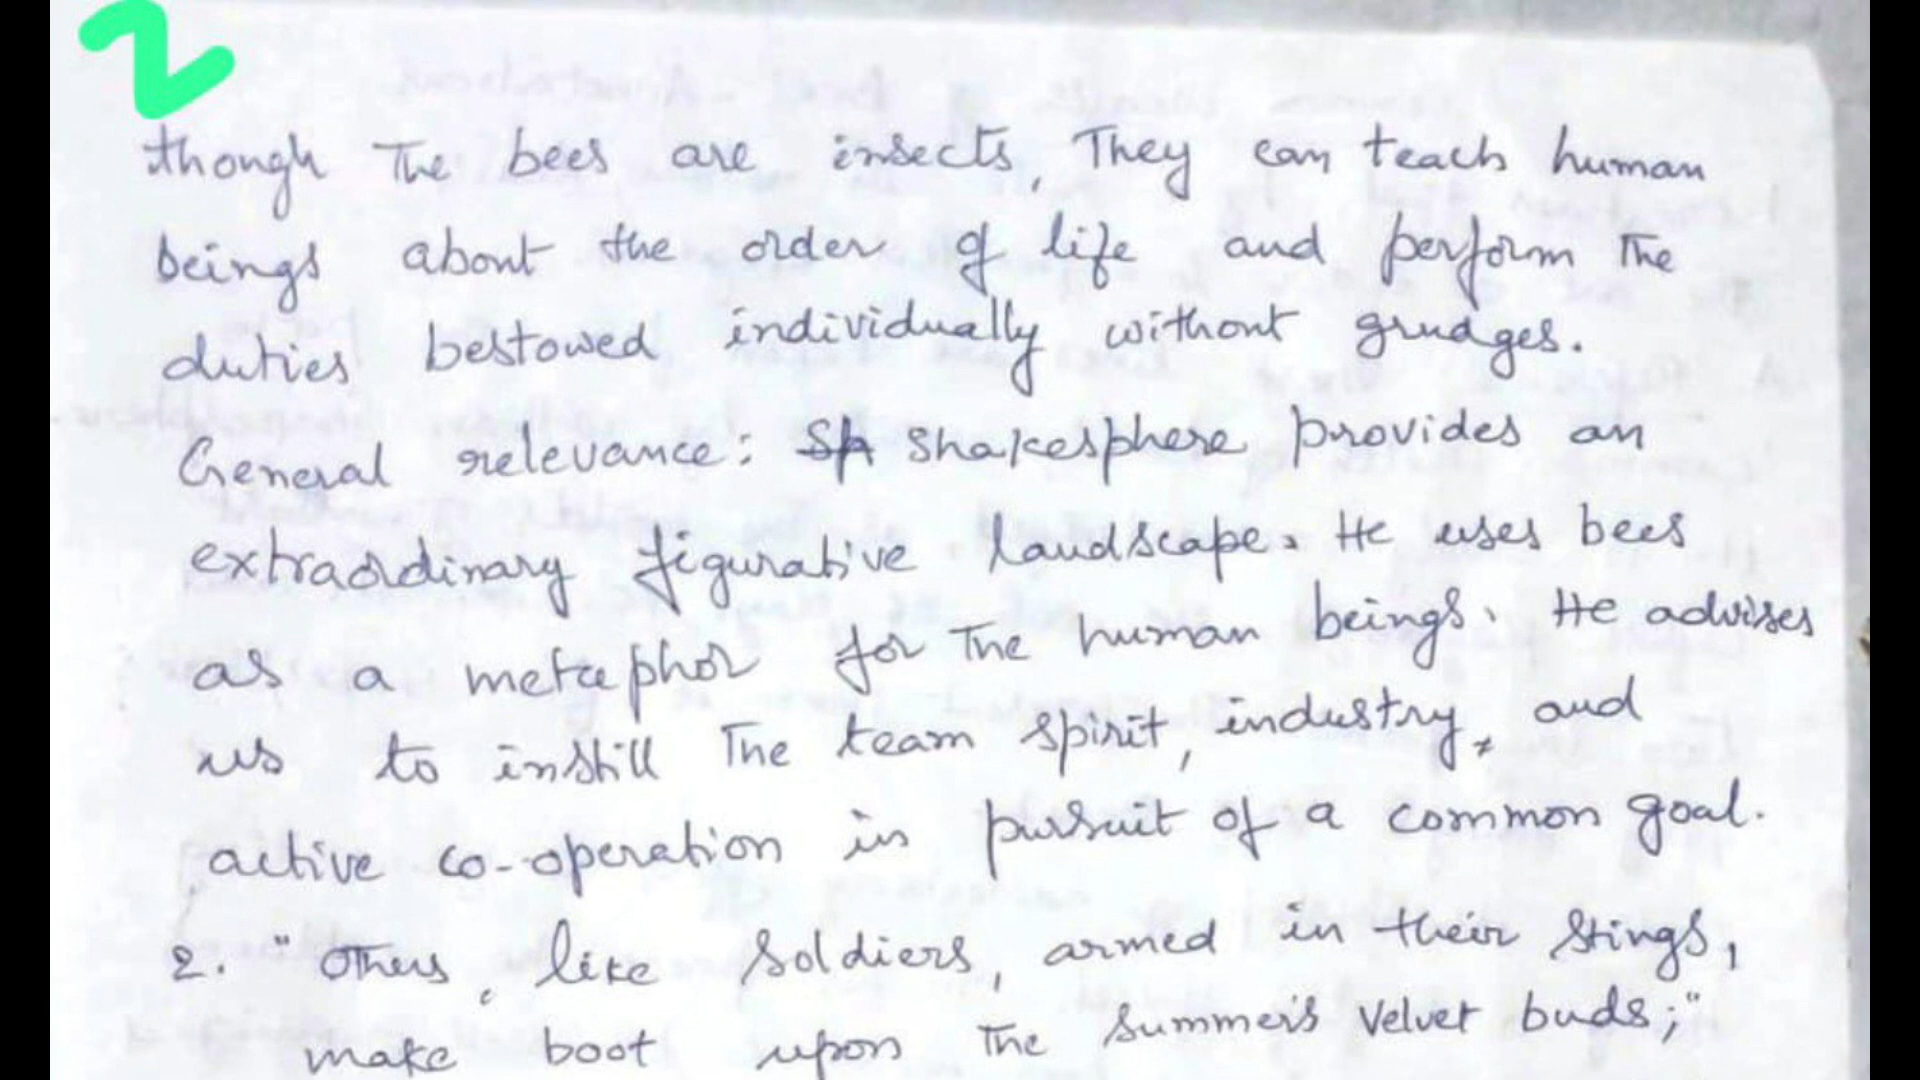 2
though The bees are insects, They can teach human
beings about the order of life and perform the
duties bestowed individually without grudges.
General relevance: Sh Shakesphere provides an
extraordinary figurative landscape. He uses bees
as a metaphor for The human beings. He advises
us to instill The team spirit, industry, and
active co-operation in pursuit of a common goal.
2. "Others, like Soldiers, armed in their stings,
make boot upon The Summer's Velvet buds;"